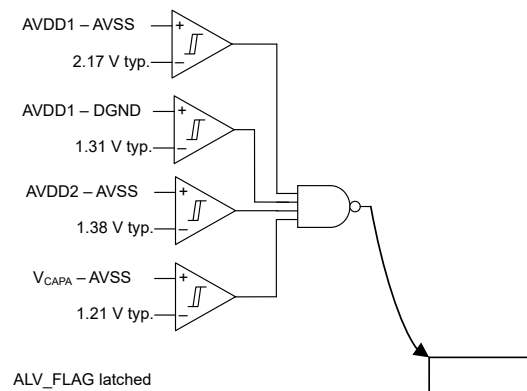 AVDD1 – AVSS
+
2.17 V typ.
–
AVDD1 – DGND
+
1.31 V typ.
–
AVDD2 – AVSS
+
1.38 V typ.
–
VCAPA – AVSS
+
1.21 V typ.
–
ALV_FLAG latched